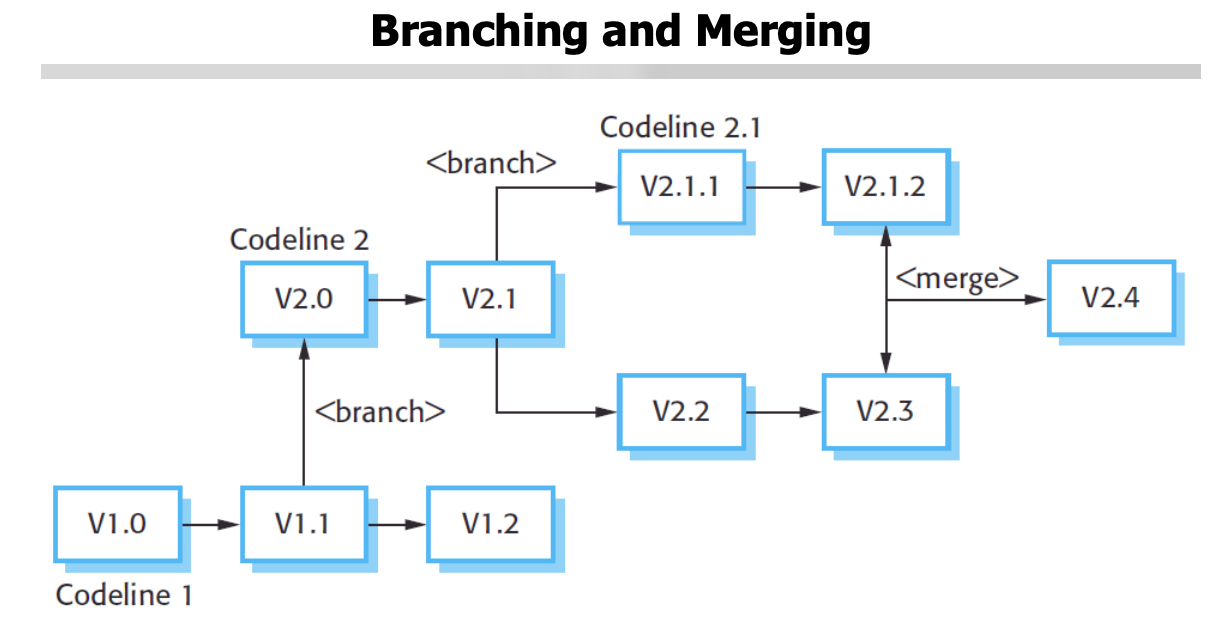 Branching and Merging
Codeline 2.1
<branch>
V2.1.1
V2.1.2
Codeline 2
V2.0
V2.1
<merge>
V2.4
<branch>
V2.2
V2.3
V1.0
V1.1
V1.2
Codeline 1